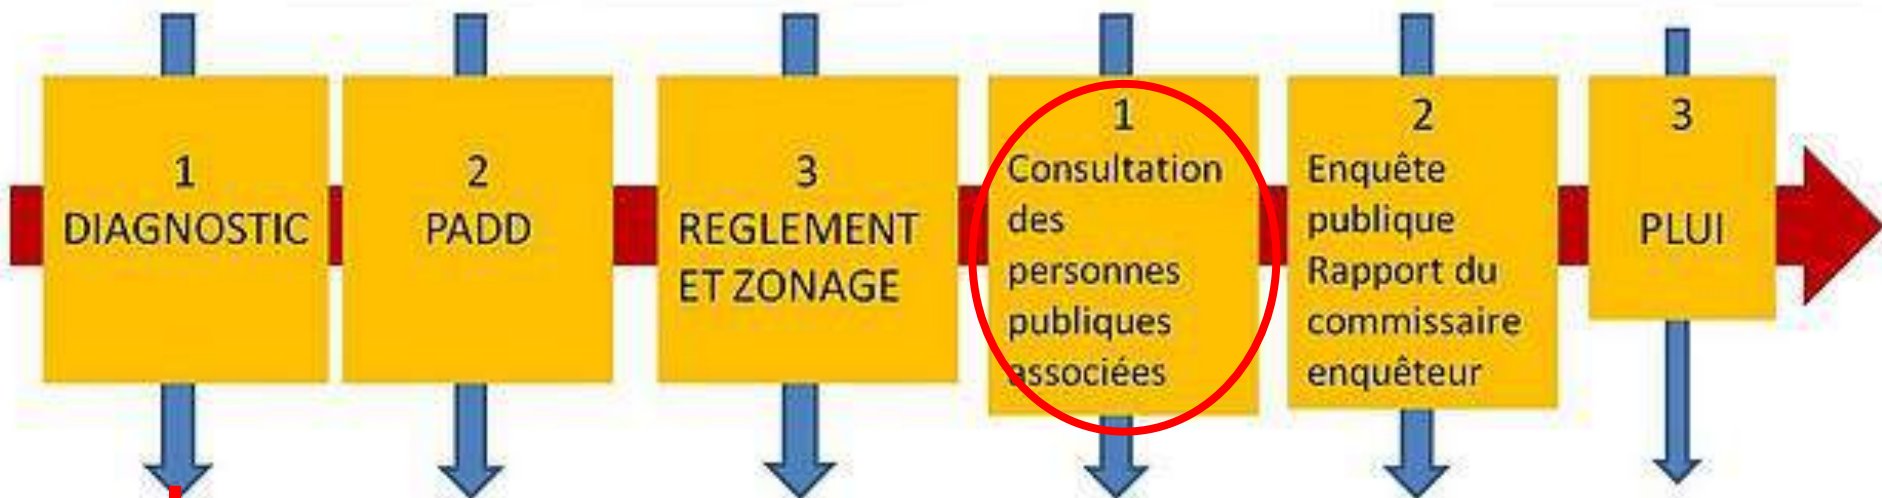 1
DIAGNOSTIC
2
PADD
3
REGLEMENT
ET ZONAGE
1
Consultation
des
personnes
publiques
associées
2
Enquête
publique
Rapport du
commissaire
enquêteur
3
PLUI